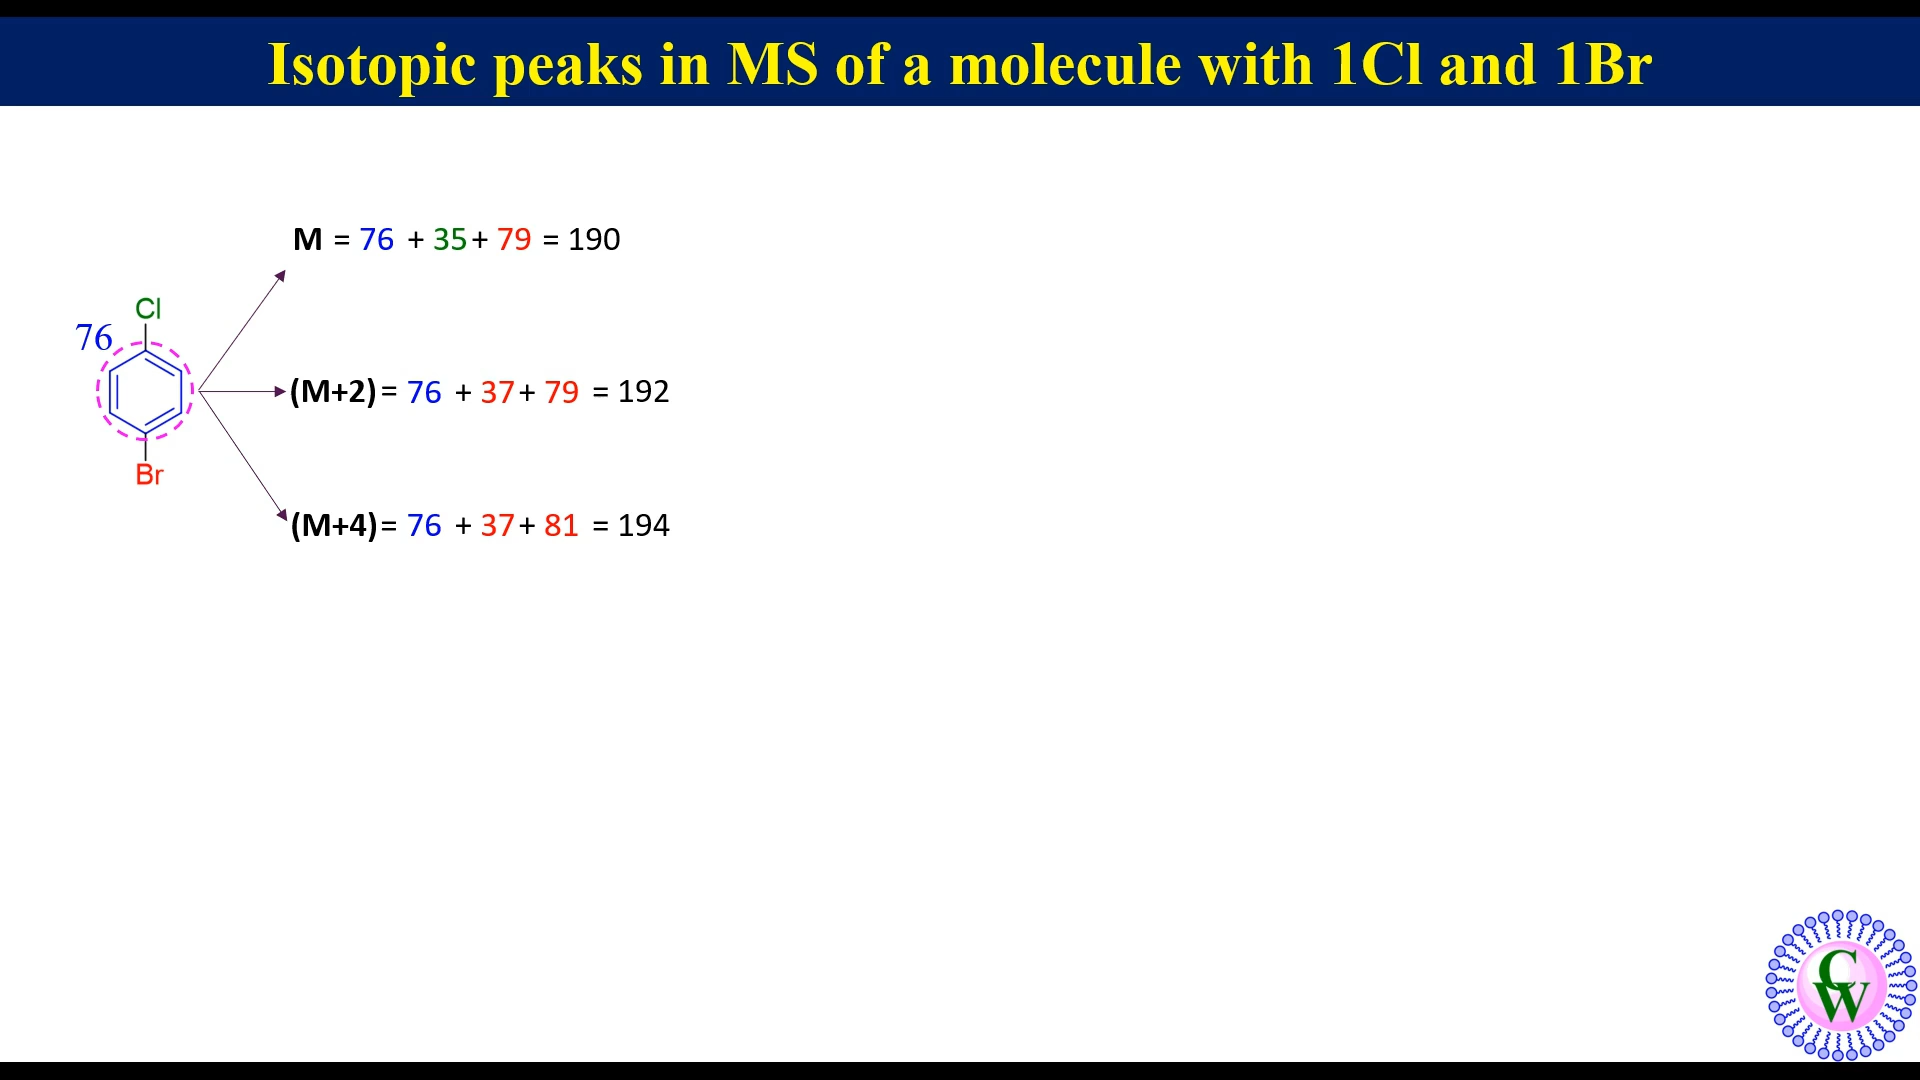 Isotopic peaks in MS of a molecule with 1Cl and 1Br
M = 76 + 35+ 79 = 190
Cl
76
(M+2)= 76 + 37+ 79 = 192
Br
(M+4)= 76 + 37+ 81 = 194
C
W